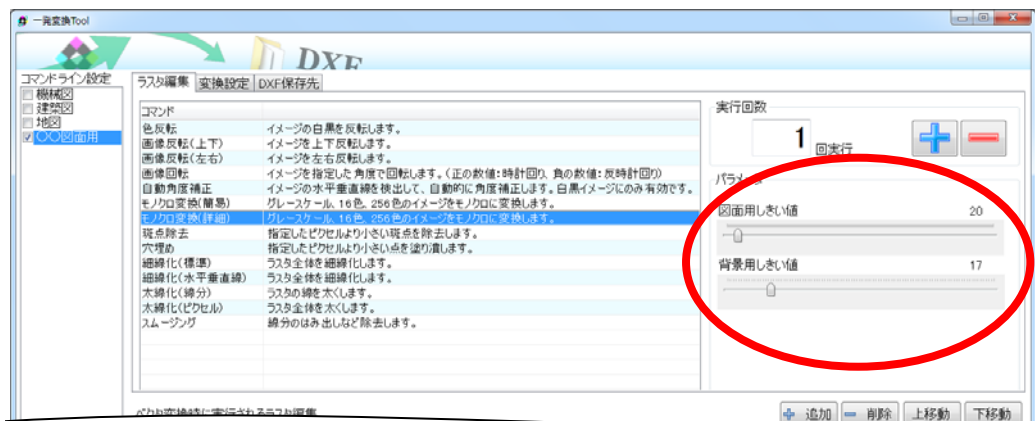 一発変換Tool
DXF
コマンドライン設定
機械図
建築図
地図
〇〇図面用
ラスタ編集 変換設定 DXF保存先
コマンド
色反転 イメージの白黒を反転します。
画像反転(上下) イメージを上下反転します。
画像反転(左右) イメージを左右反転します。
画像回転 イメージを指定した角度で回転します。(正の数値:時計回り、負の数値:反時計回り)
自動角度補正 イメージの水平垂直線を検出して、自動的に角度補正します。白黒イメージにのみ有効です。
モノクロ変換(簡易) グレースケール、16色、256色のイメージをモノクロに変換します。
モノクロ変換(詳細) グレースケール、16色、256色のイメージをモノクロに変換します。
斑点除去 指定したピクセルより小さい斑点を除去します。
穴埋め 指定したピクセルより小さい点を塗り潰します。
細線化(標準) ラスタ全体を細線化します。
細線化(水平垂直線) ラスタ全体を細線化します。
太線化(線分) ラスタの線を太くします。
太線化(ピクセル) ラスタ全体を太くします。
スムージング 線分のはみ出しなど除去します。
実行回数
1 回実行
パラメータ
図面用しきい値 20
背景用しきい値 17
ベクタ変換時に実行されるラスタ編集
追加 削除 上移動 下移動